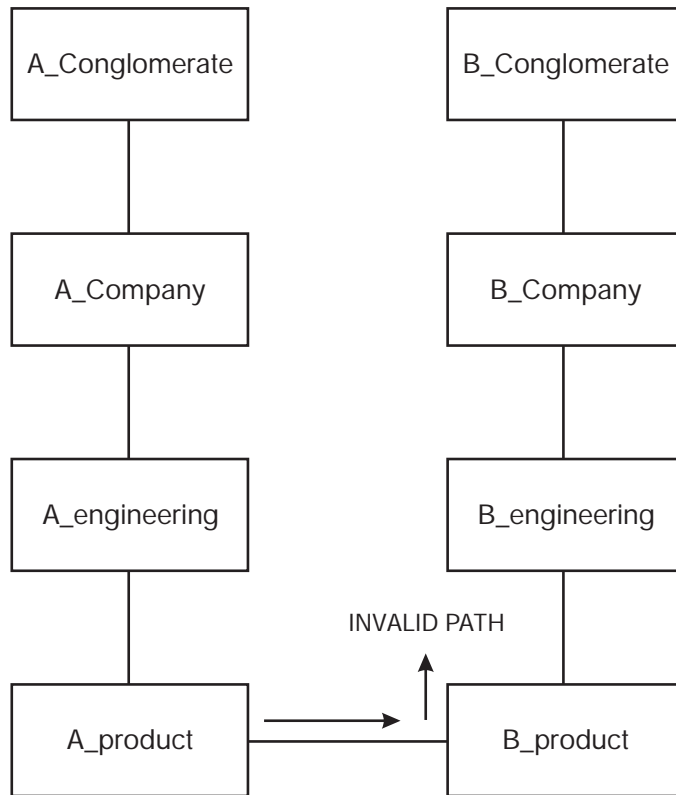 A_Conglomerate
B_Conglomerate
A_Company
B_Company
A_engineering
B_engineering
INVALID PATH
A_product
B_product